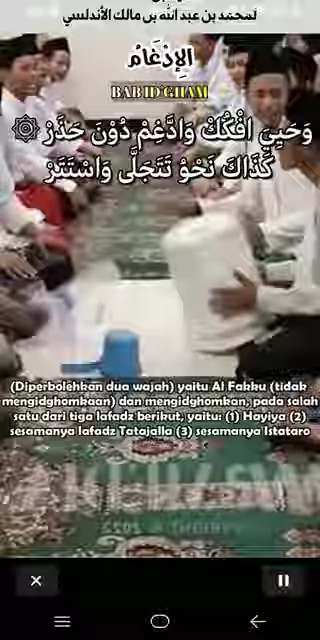 لمحمد بن عبد الله بن مالك الأندلسي
الإِدْغَامُ
BAB ID'GHAM
وَحَيِيَ افْكُكْ وَادَّغِمْ دُوْنَ حَذَرْ ۞
كَذَاكَ نَحْوُ تَتَجَلَّى وَاسْتَتَرْ
(Diperbolehkan dua wajah) yaitu Al Fakku (tidak
mengidghomkaan) dan mengidghomkan, pada salah
satu dari tiga lafadz berikut, yaitu: (1) Hayiya (2)
sesamanya lafadz Tatajalla (3) sesamanya Istataro